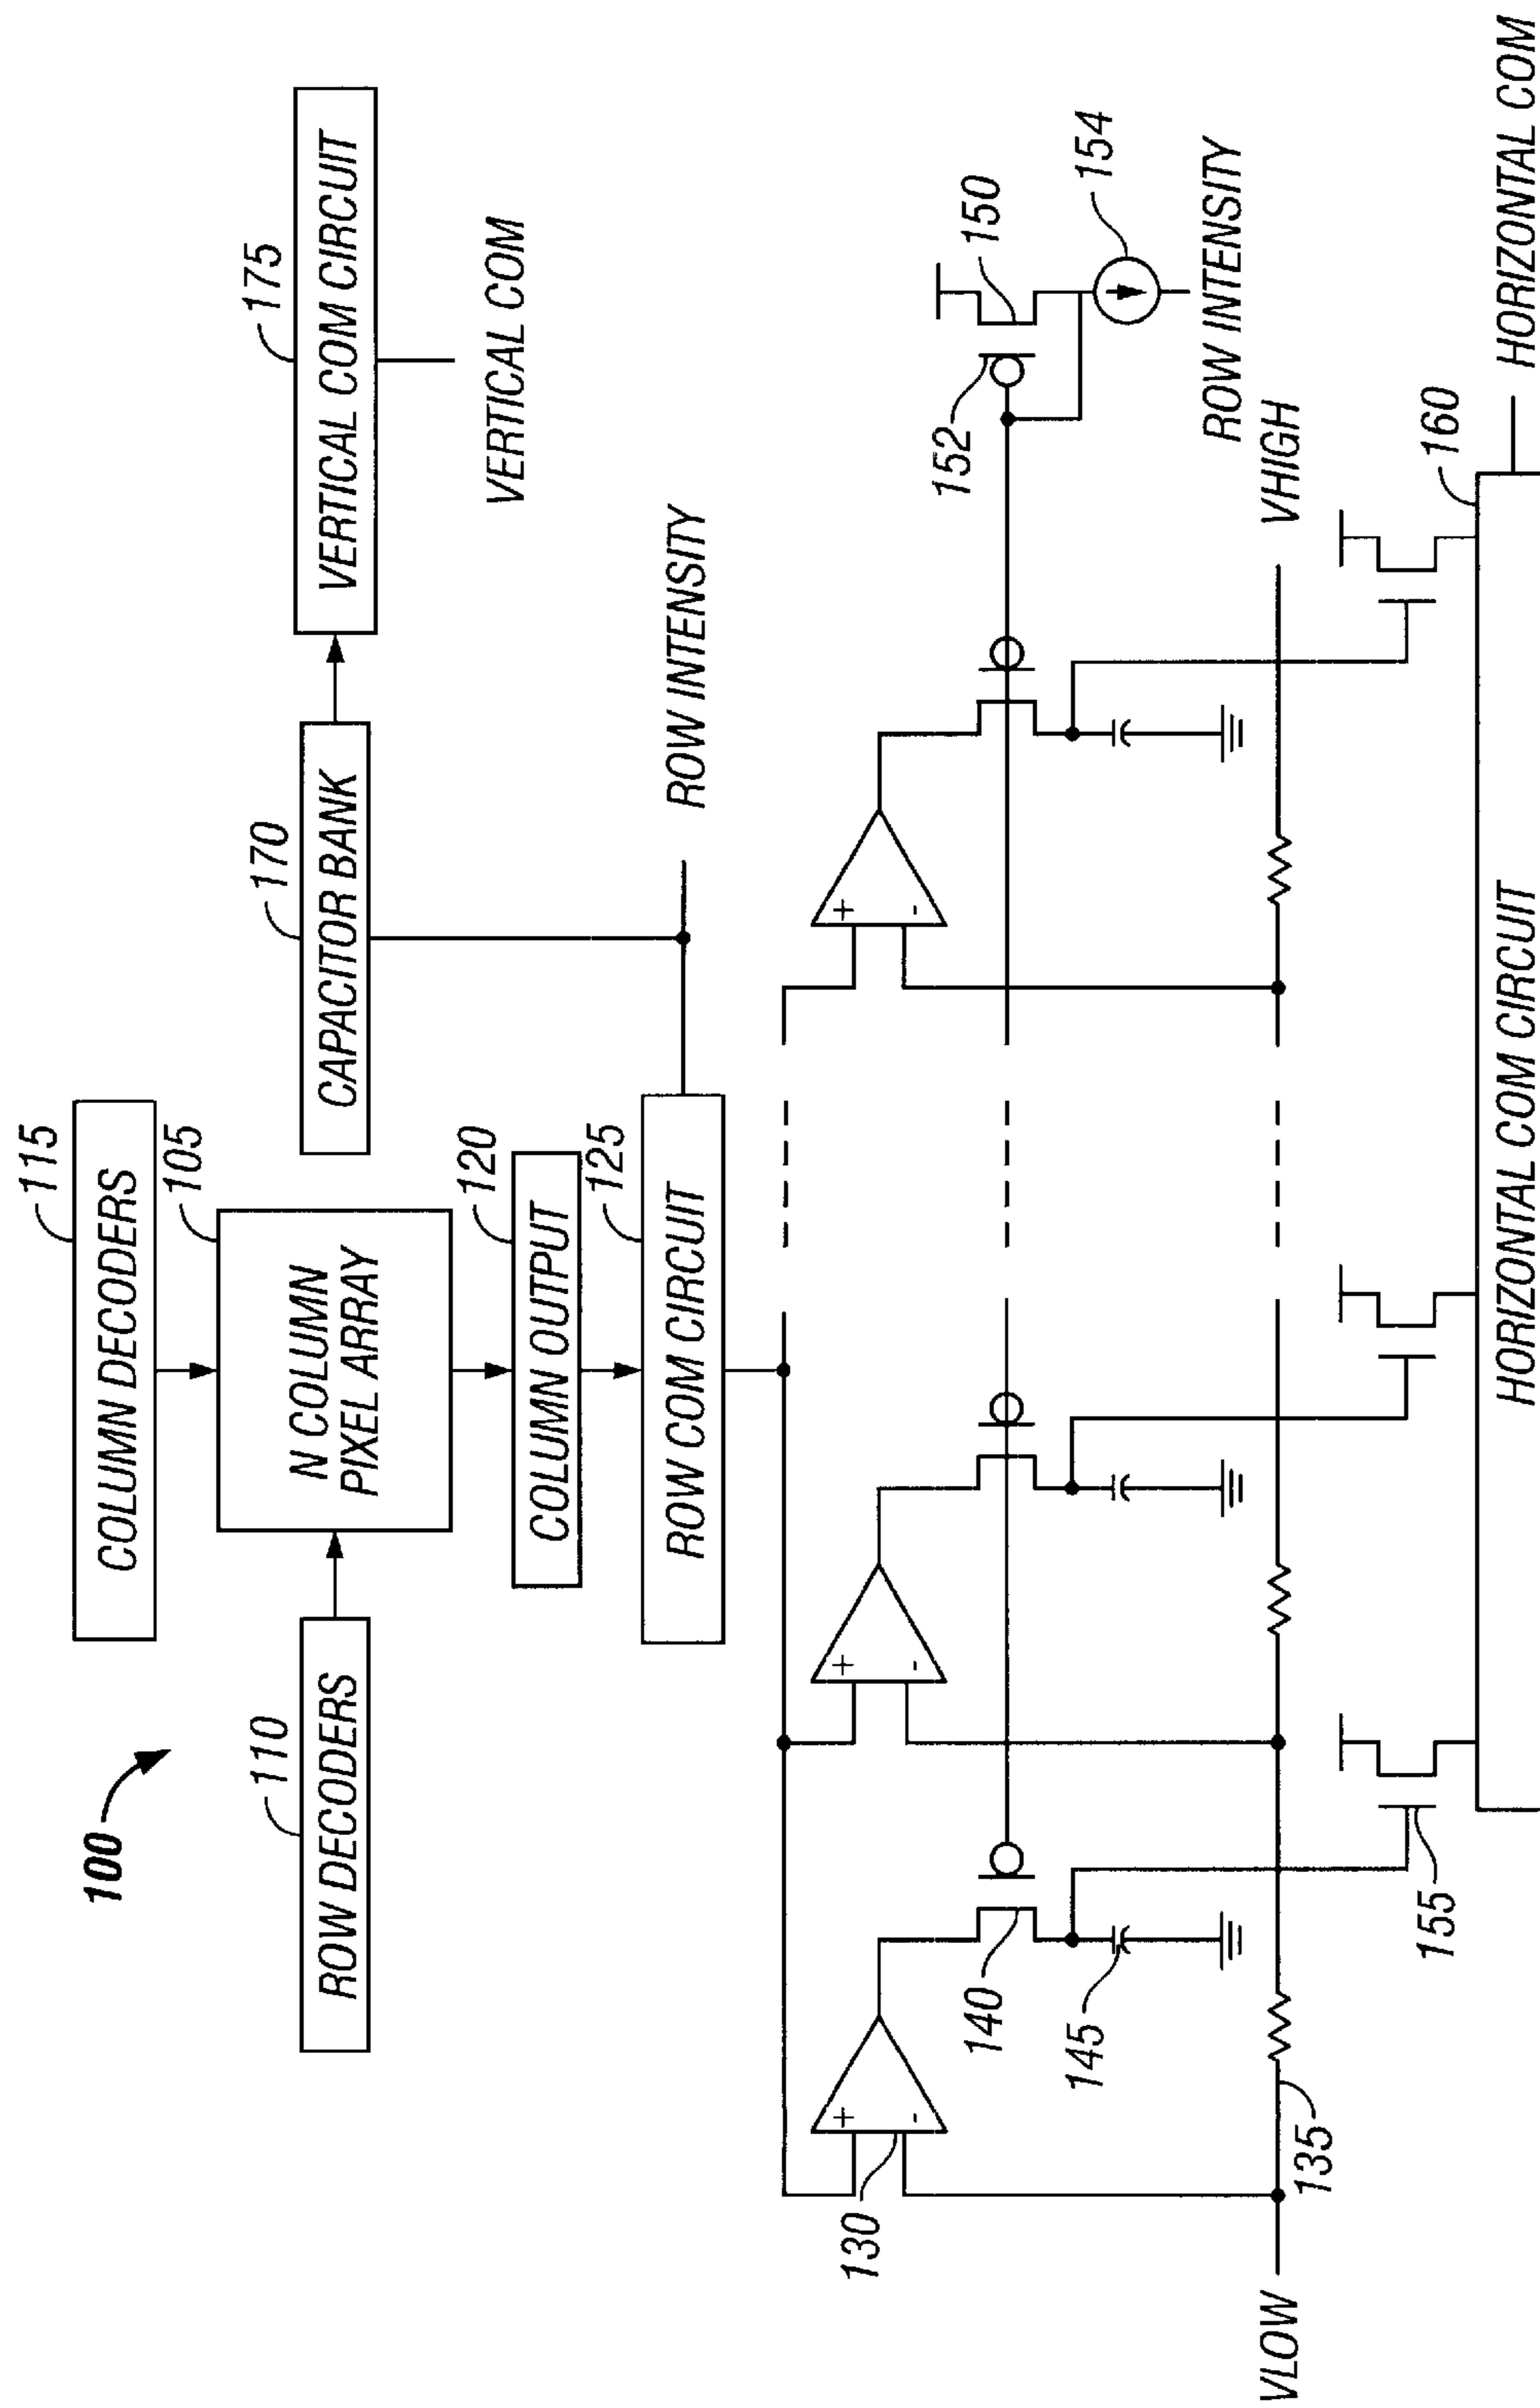 100
115
COLUMN DECODERS
110
ROW DECODERS
105
N COLUMN
PIXEL ARRAY
170
CAPACITOR BANK
175
VERTICAL COM CIRCUIT
VERTICAL COM
120
COLUMN OUTPUT
125
ROW COM CIRCUIT
ROW INTENSITY
130
+
-
+
-
+
-
140
145
152
150
154
ROW INTENSITY
VLOW
135
VHIGH
155
160
HORIZONTAL COM CIRCUIT
HORIZONTAL COM